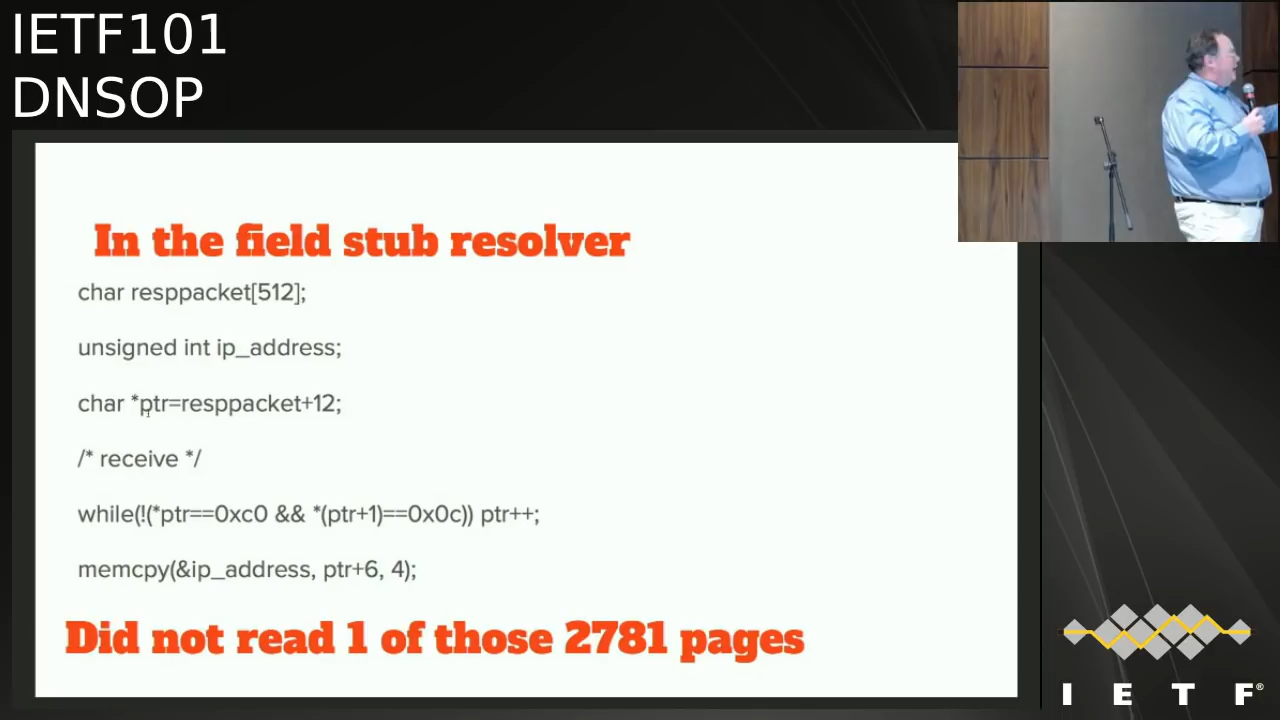 IETF101
DNSOP
In the field stub resolver
char resppacket[512];
unsigned int ip_address;
char *ptr=resppacket+12;
/* receive */
while(!(*ptr==0xc0 && *(ptr+1)==0x0c)) ptr++;
memcpy(&ip_address, ptr+6, 4);
Did not read 1 of those 2781 pages
I E T F®